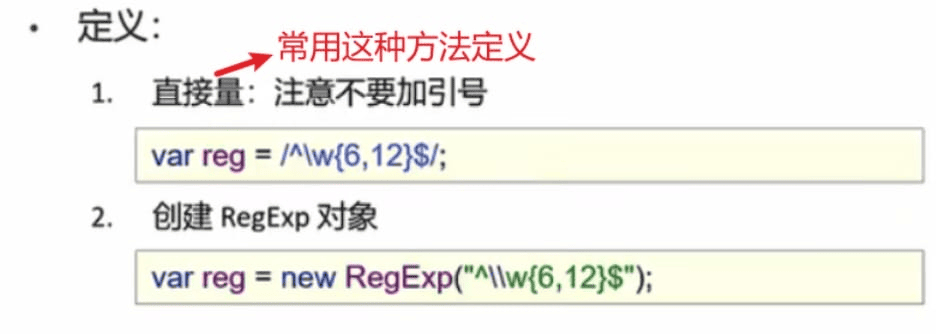 • 定义：
常用这种方法定义
1. 直接量：注意不要加引号
var reg = /^\w{6,12}$/;
2. 创建 RegExp 对象
var reg = new RegExp("^\\w{6,12}$");